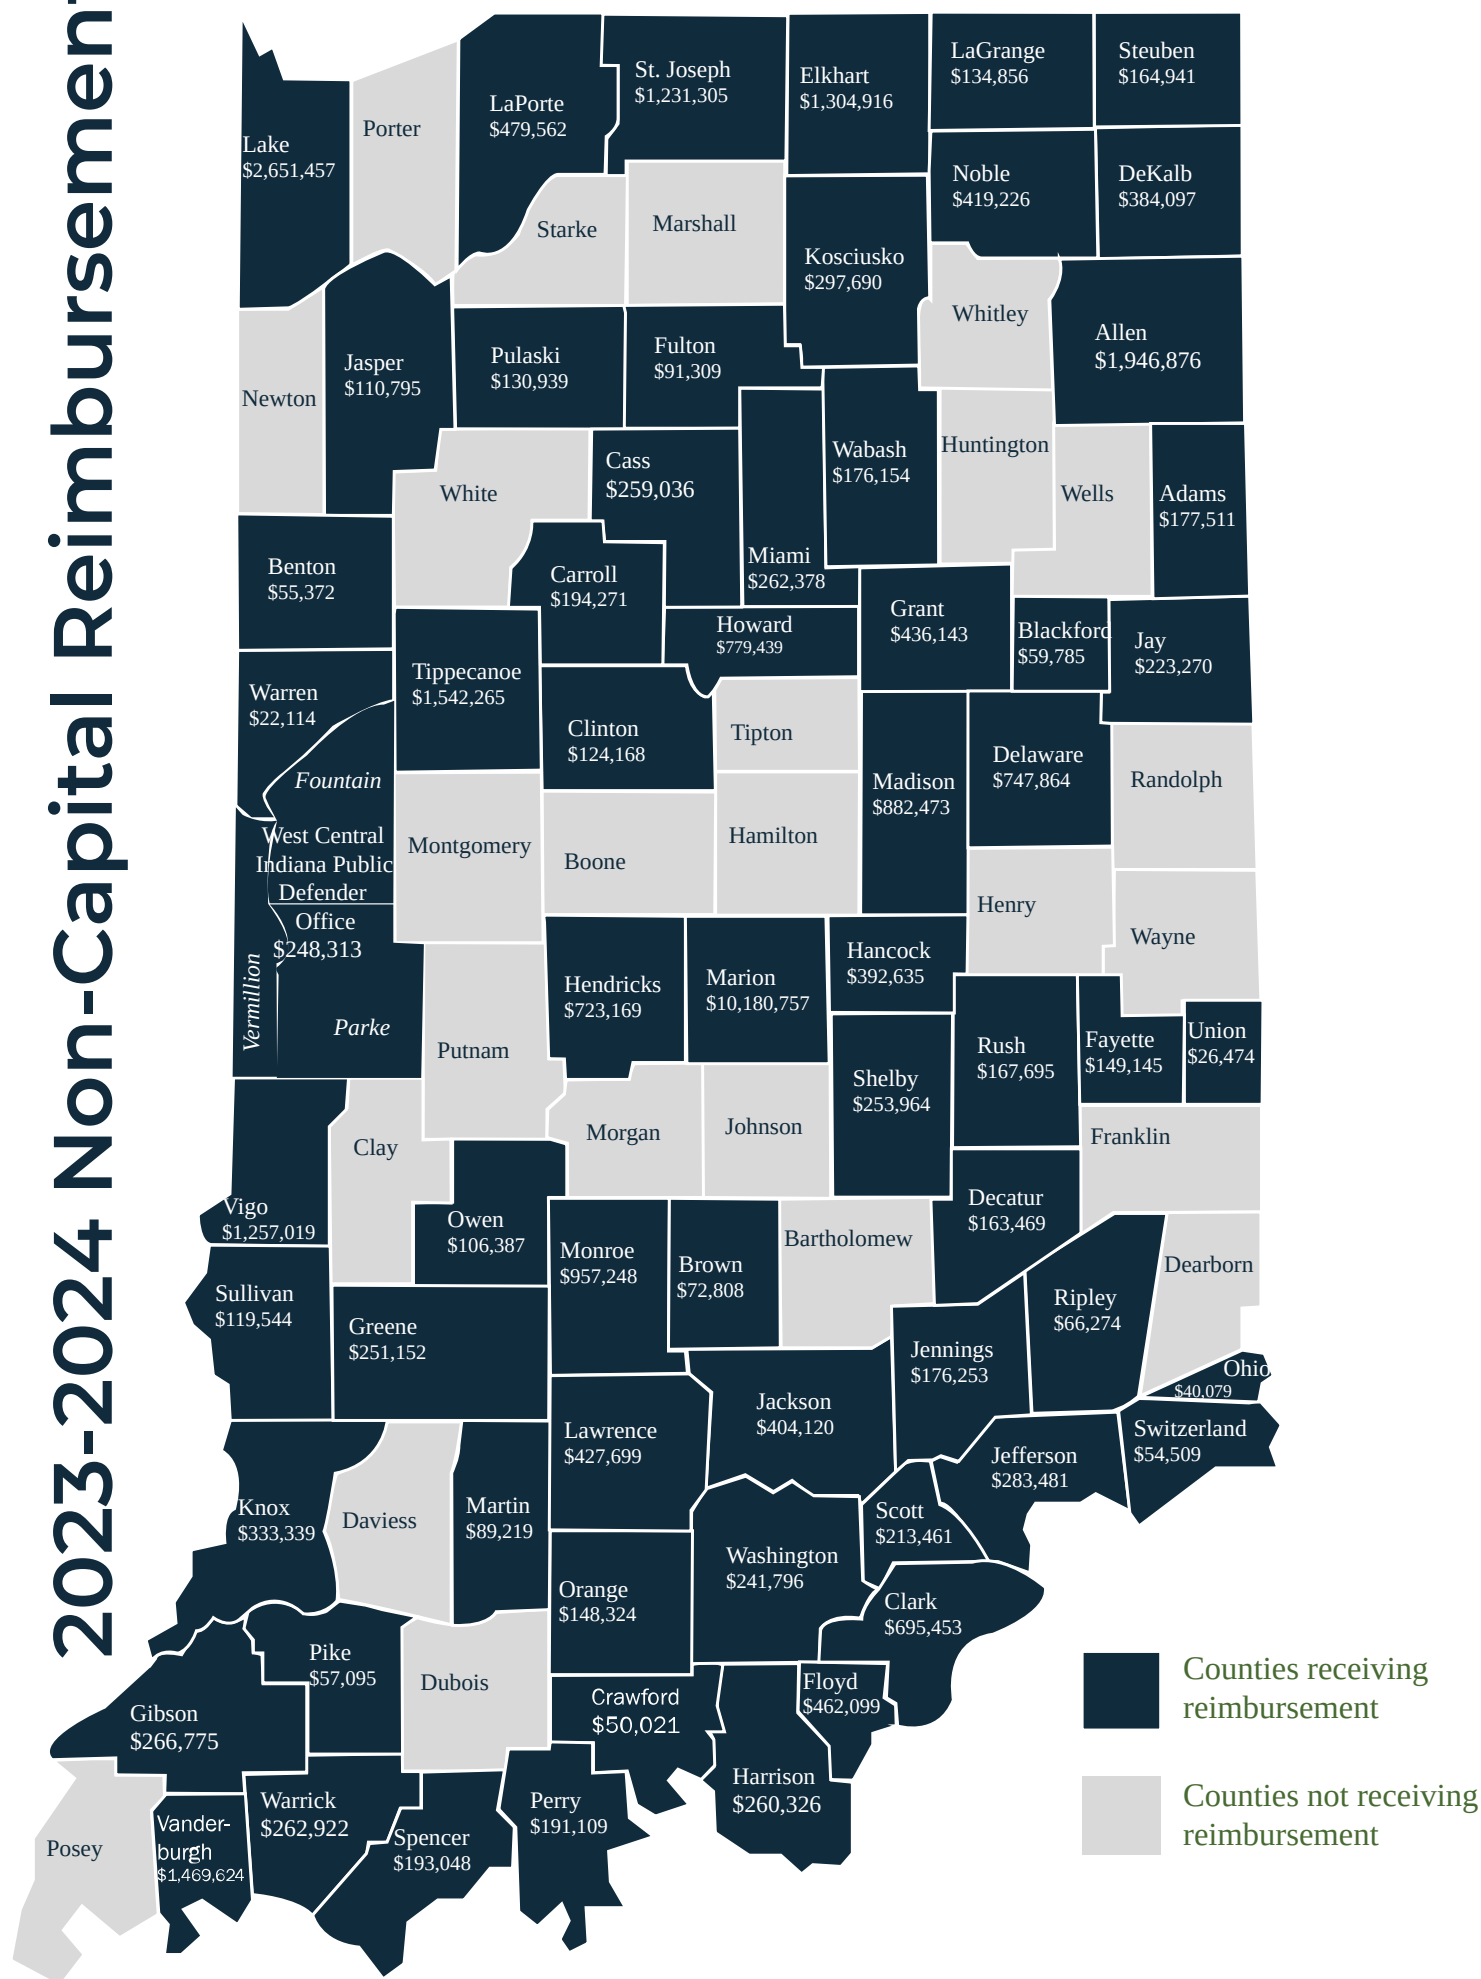 2023-2024 Non-Capital Reimbursement
LaGrange
$134,856
Steuben
$164,941
St. Joseph
$1,231,305
Elkhart
$1,304,916
LaPorte
$479,562
Porter
Lake
$2,651,457
Noble
$419,226
DeKalb
$384,097
Starke
Marshall
Kosciusko
$297,690
Whitley
Allen
$1,946,876
Jasper
$110,795
Pulaski
$130,939
Fulton
$91,309
Newton
Cass
$259,036
White
Wabash
$176,154
Huntington
Wells
Adams
$177,511
Benton
$55,372
Carroll
$194,271
Miami
$262,378
Howard
$779,439
Grant
$436,143
Blackford
$59,785
Jay
$223,270
Warren
$22,114
Tippecanoe
$1,542,265
Clinton
$124,168
Tipton
Madison
$882,473
Delaware
$747,864
Randolph
Fountain
West Central
Indiana Public
Defender
Office
$248,313
Montgomery
Boone
Hamilton
Henry
Wayne
Vermillion
Parke
Putnam
Hendricks
$723,169
Marion
$10,180,757
Hancock
$392,635
Shelby
$253,964
Rush
$167,695
Fayette
$149,145
Union
$26,474
Clay
Morgan
Johnson
Franklin
Vigo
$1,257,019
Owen
$106,387
Monroe
$957,248
Brown
$72,808
Bartholomew
Decatur
$163,469
Dearborn
Sullivan
$119,544
Greene
$251,152
Ripley
$66,274
Jennings
$176,253
Ohio
$40,079
Jackson
$404,120
Lawrence
$427,699
Switzerland
$54,509
Jefferson
$283,481
Knox
$333,339
Daviess
Martin
$89,219
Scott
$213,461
Washington
$241,796
Orange
$148,324
Clark
$695,453
Pike
$57,095
Dubois
Crawford
$50,021
Floyd
$462,099
Gibson
$266,775
Harrison
$260,326
Warrick
$262,922
Perry
$191,109
Vander-
burgh
$1,469,624
Spencer
$193,048
Posey
Counties receiving
reimbursement
Counties not receiving
reimbursement